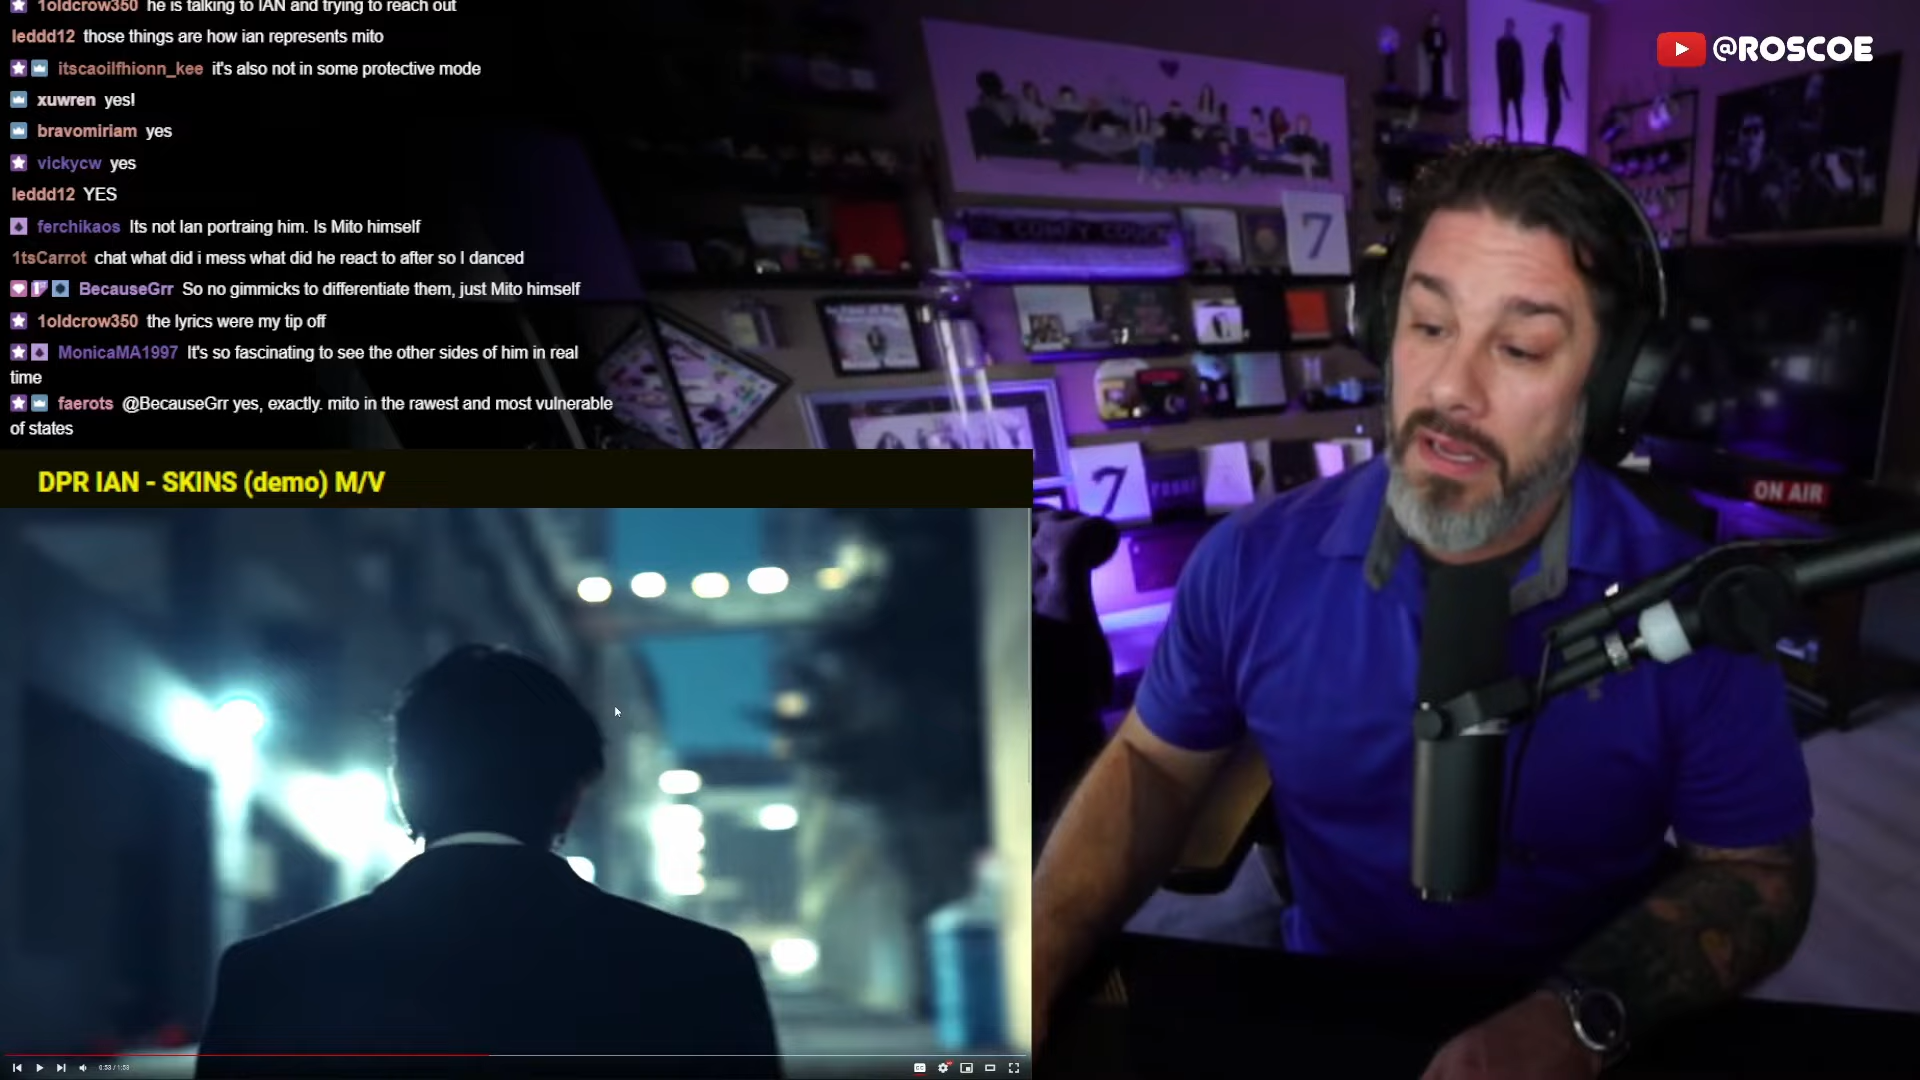 1oldcrow350 he is talking to IAN and trying to reach out
leddd12 those things are how ian represents mito
itscaoilfhionn_kee it's also not in some protective mode
xuwren yes!
bravomiriam yes
vickycw yes
leddd12 YES
ferchikaos Its not Ian portraing him. Is Mito himself
1tsCarrot chat what did i mess what did he react to after so I danced
BecauseGrr So no gimmicks to differentiate them, just Mito himself
1oldcrow350 the lyrics were my tip off
MonicaMA1997 It's so fascinating to see the other sides of him in real
time
faerots @BecauseGrr yes, exactly. mito in the rawest and most vulnerable
of states
DPR IAN - SKINS (demo) M/V
0:53 / 1:53
@ROSCOE
7
7
ON AIR